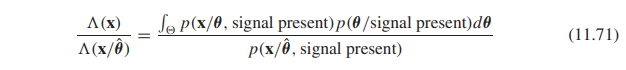 Λ(x) / Λ(x/θ̂) = ∫_Θ p(x/θ, signal present) p(θ/signal present)dθ / p(x/θ̂, signal present) (11.71)